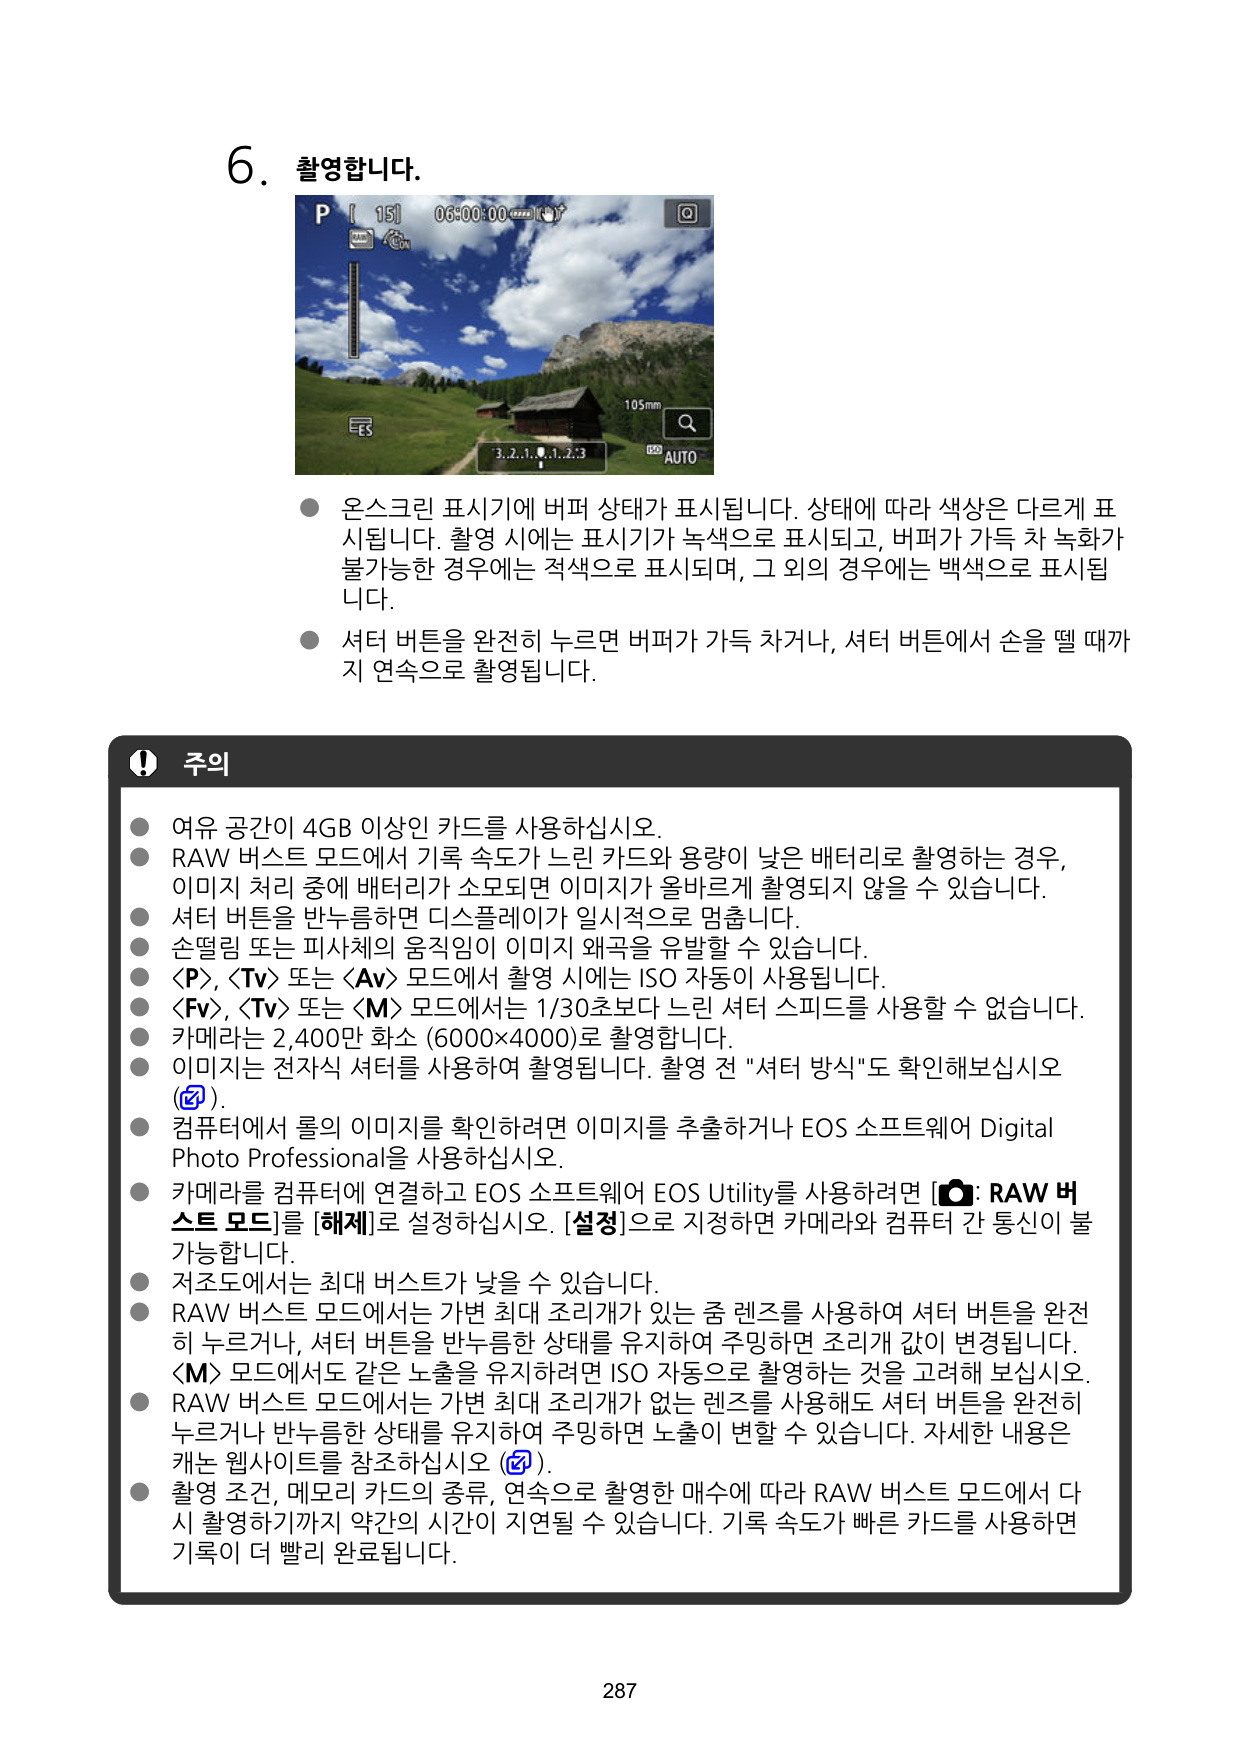 6. 촬영합니다.
P [ 15] 06:00:00 Q
RAW ON
105mm
ES
3..2..1..0..1..2..3 ISO AUTO
● 온스크린 표시기에 버퍼 상태가 표시됩니다. 상태에 따라 색상은 다르게 표
시됩니다. 촬영 시에는 표시기가 녹색으로 표시되고, 버퍼가 가득 차 녹화가
불가능한 경우에는 적색으로 표시되며, 그 외의 경우에는 백색으로 표시됩
니다.
● 셔터 버튼을 완전히 누르면 버퍼가 가득 차거나, 셔터 버튼에서 손을 뗄 때까
지 연속으로 촬영됩니다.
주의
● 여유 공간이 4GB 이상인 카드를 사용하십시오.
● RAW 버스트 모드에서 기록 속도가 느린 카드와 용량이 낮은 배터리로 촬영하는 경우,
이미지 처리 중에 배터리가 소모되면 이미지가 올바르게 촬영되지 않을 수 있습니다.
● 셔터 버튼을 반누름하면 디스플레이가 일시적으로 멈춥니다.
● 손떨림 또는 피사체의 움직임이 이미지 왜곡을 유발할 수 있습니다.
● <P>, <Tv> 또는 <Av> 모드에서 촬영 시에는 ISO 자동이 사용됩니다.
● <Fv>, <Tv> 또는 <M> 모드에서는 1/30초보다 느린 셔터 스피드를 사용할 수 없습니다.
● 카메라는 2,400만 화소 (6000×4000)로 촬영합니다.
● 이미지는 전자식 셔터를 사용하여 촬영됩니다. 촬영 전 "셔터 방식"도 확인해보십시오
( ).
● 컴퓨터에서 롤의 이미지를 확인하려면 이미지를 추출하거나 EOS 소프트웨어 Digital
Photo Professional을 사용하십시오.
● 카메라를 컴퓨터에 연결하고 EOS 소프트웨어 EOS Utility를 사용하려면 [ : RAW 버
스트 모드]를 [해제]로 설정하십시오. [설정]으로 지정하면 카메라와 컴퓨터 간 통신이 불
가능합니다.
● 저조도에서는 최대 버스트가 낮을 수 있습니다.
● RAW 버스트 모드에서는 가변 최대 조리개가 있는 줌 렌즈를 사용하여 셔터 버튼을 완전
히 누르거나, 셔터 버튼을 반누름한 상태를 유지하여 주밍하면 조리개 값이 변경됩니다.
<M> 모드에서도 같은 노출을 유지하려면 ISO 자동으로 촬영하는 것을 고려해 보십시오.
● RAW 버스트 모드에서는 가변 최대 조리개가 없는 렌즈를 사용해도 셔터 버튼을 완전히
누르거나 반누름한 상태를 유지하여 주밍하면 노출이 변할 수 있습니다. 자세한 내용은
캐논 웹사이트를 참조하십시오 ( ).
● 촬영 조건, 메모리 카드의 종류, 연속으로 촬영한 매수에 따라 RAW 버스트 모드에서 다
시 촬영하기까지 약간의 시간이 지연될 수 있습니다. 기록 속도가 빠른 카드를 사용하면
기록이 더 빨리 완료됩니다.
287